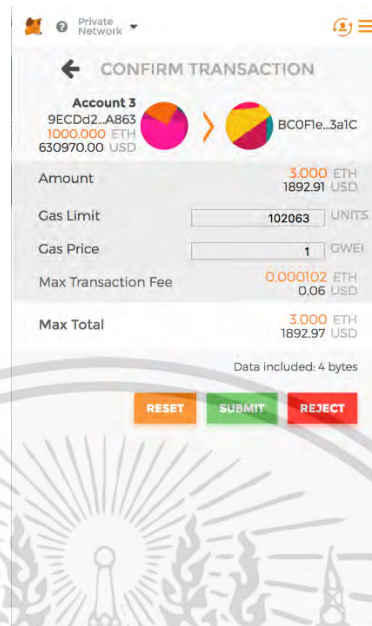 Private
Network
CONFIRM TRANSACTION
Account 3
9ECDd2...A863
1000.000 ETH
630970.00 USD
BC0F1e...3a1C
Amount 3.000 ETH
1892.91 USD
Gas Limit 102063 UNITS
Gas Price 1 GWEI
Max Transaction Fee 0.000102 ETH
0.06 USD
Max Total 3.000 ETH
1892.97 USD
Data included: 4 bytes
RESET SUBMIT REJECT